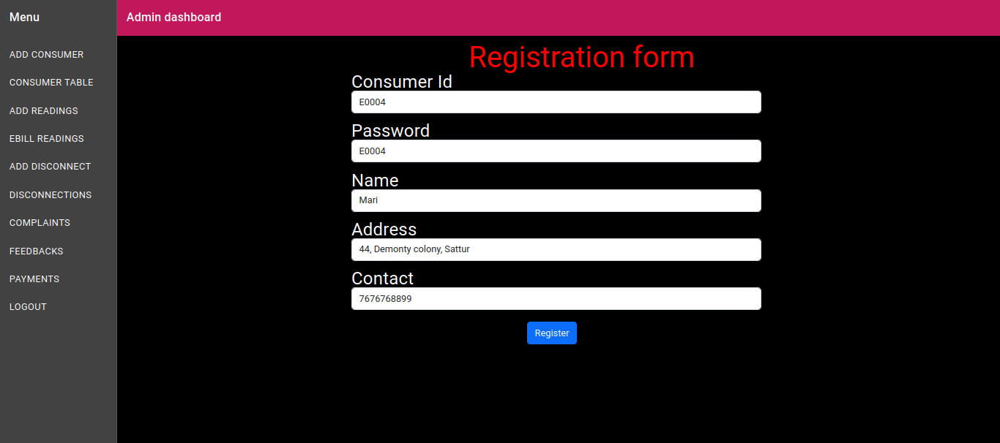 Menu
ADD CONSUMER
CONSUMER TABLE
ADD READINGS
EBILL READINGS
ADD DISCONNECT
DISCONNECTIONS
COMPLAINTS
FEEDBACKS
PAYMENTS
LOGOUT
Admin dashboard
Registration form
Consumer Id
E0004
Password
E0004
Name
Mari
Address
44, Demonty colony, Sattur
Contact
7676768899
Register